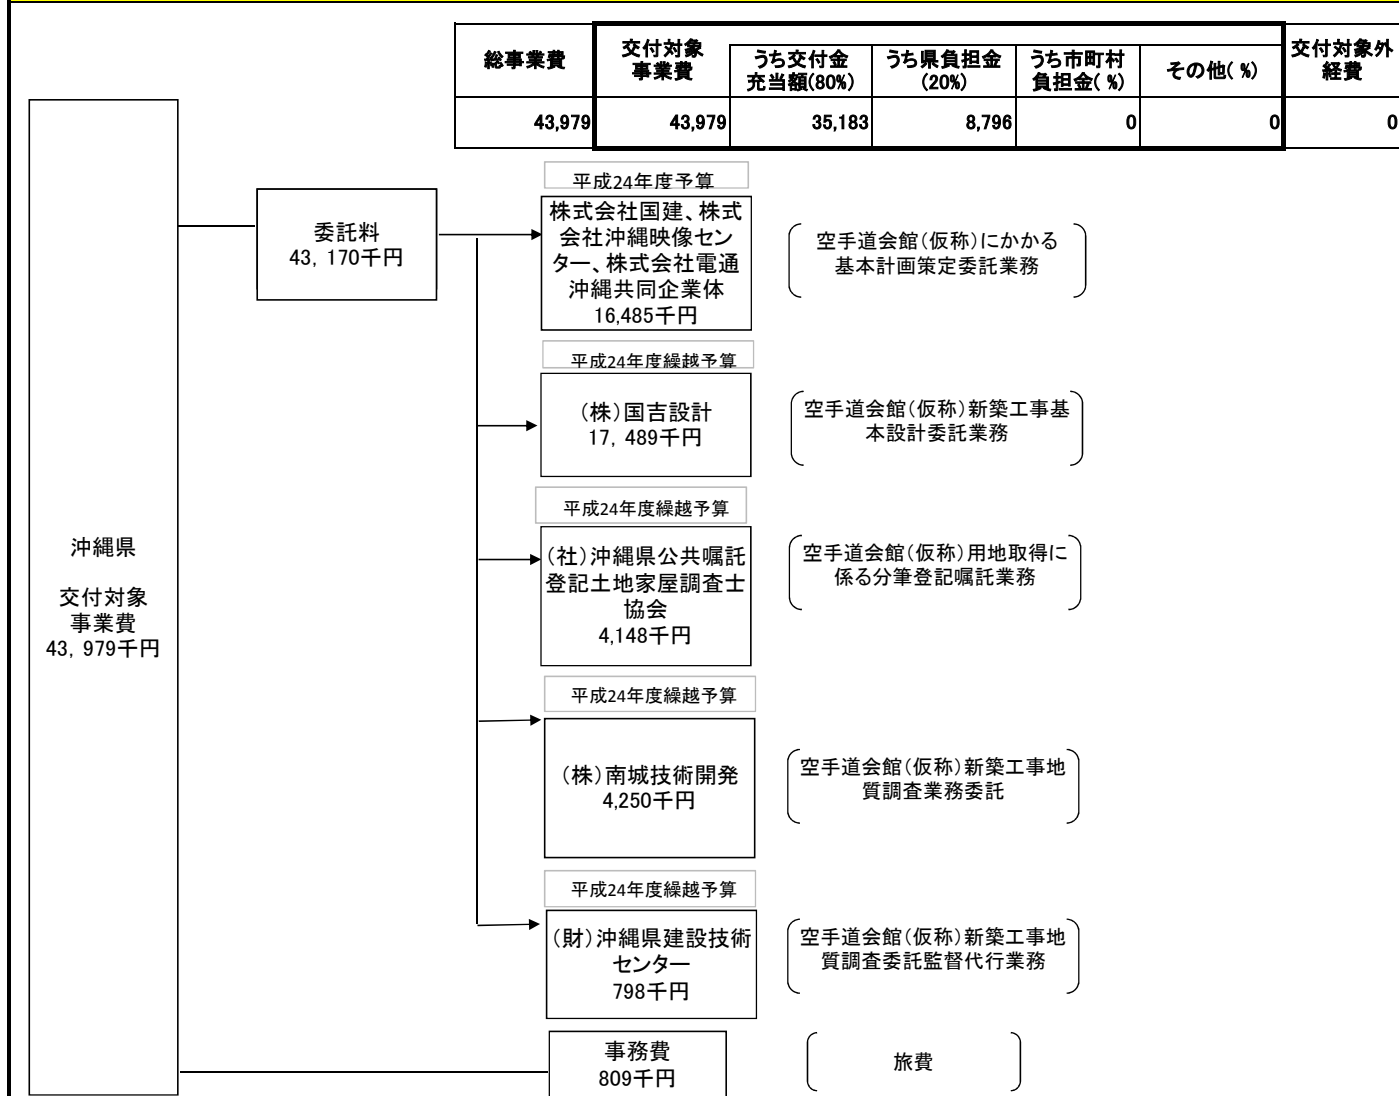 総事業費
交付対象
事業費
うち交付金
充当額(80%)
うち県負担金
(20%)
うち市町村
負担金( %)
その他( %)
交付対象外
経費
43,979
43,979
35,183
8,796
0
0
0
沖縄県
交付対象
事業費
43, 979千円
委託料
43, 170千円
平成24年度予算
株式会社国建、株式
会社沖縄映像セン
ター、株式会社電通
沖縄共同企業体
16,485千円
空手道会館(仮称)にかかる
基本計画策定委託業務
平成24年度繰越予算
(株)国吉設計
17, 489千円
空手道会館(仮称)新築工事基
本設計委託業務
平成24年度繰越予算
(社)沖縄県公共嘱託
登記土地家屋調査士
協会
4,148千円
空手道会館(仮称)用地取得に
係る分筆登記嘱託業務
平成24年度繰越予算
(株)南城技術開発
4,250千円
空手道会館(仮称)新築工事地
質調査業務委託
平成24年度繰越予算
(財)沖縄県建設技術
センター
798千円
空手道会館(仮称)新築工事地
質調査委託監督代行業務
事務費
809千円
旅費